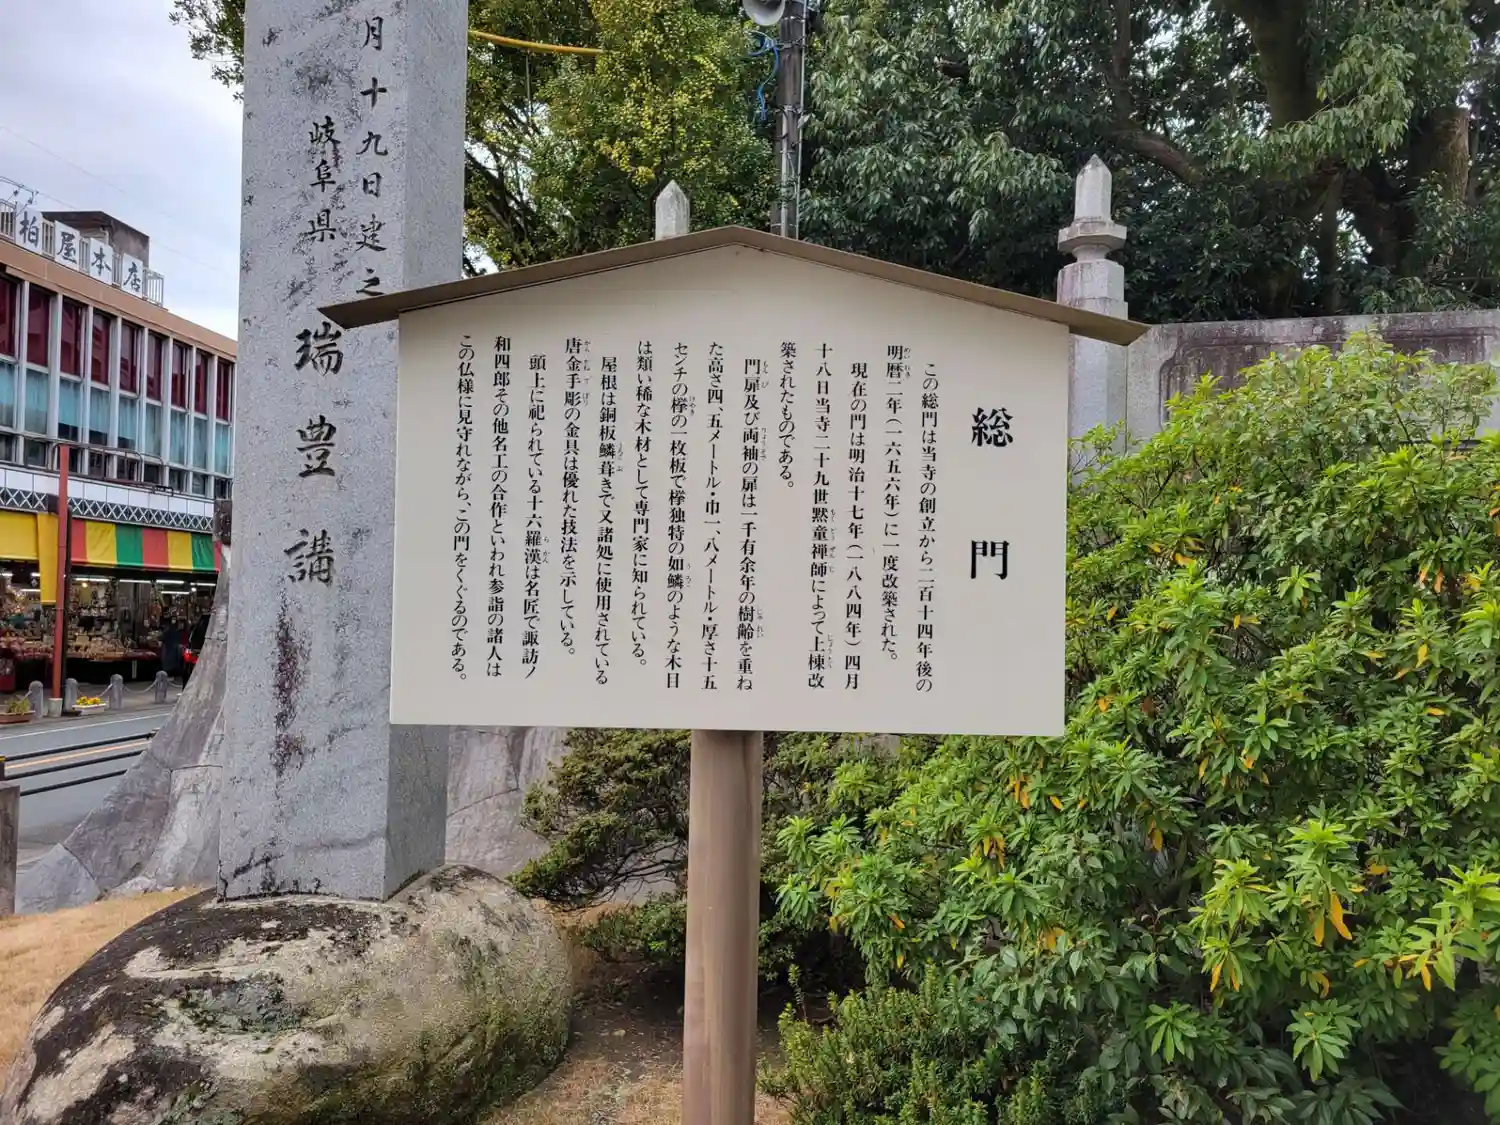 総門
この総門は当寺の創立から二百十四年後の
明暦二年(一六五六年)に一度改築された。
現在の門は明治十七年(一八八四年)四月
十八日当寺二十九世黙童禅師によって上棟改
築されたものである。
門扉及び両袖の扉は一千有余年の樹齢を重ね
た高さ四、五メートル・巾一、八メートル・厚さ十五
センチの欅の一枚板で欅独特の如鱗のような木目
は類い稀な木材として専門家に知られている。
屋根は銅板鱗葺きで又諸処に使用されている
唐金手彫の金具は優れた技法を示している。
頭上に祀られている十六羅漢は名匠で諏訪ノ
和四郎その他名工の合作といわれ参詣の諸人は
この仏様に見守れながら、この門をくぐるのである。
月十九日建之
岐阜県
瑞豊講
柏屋本店